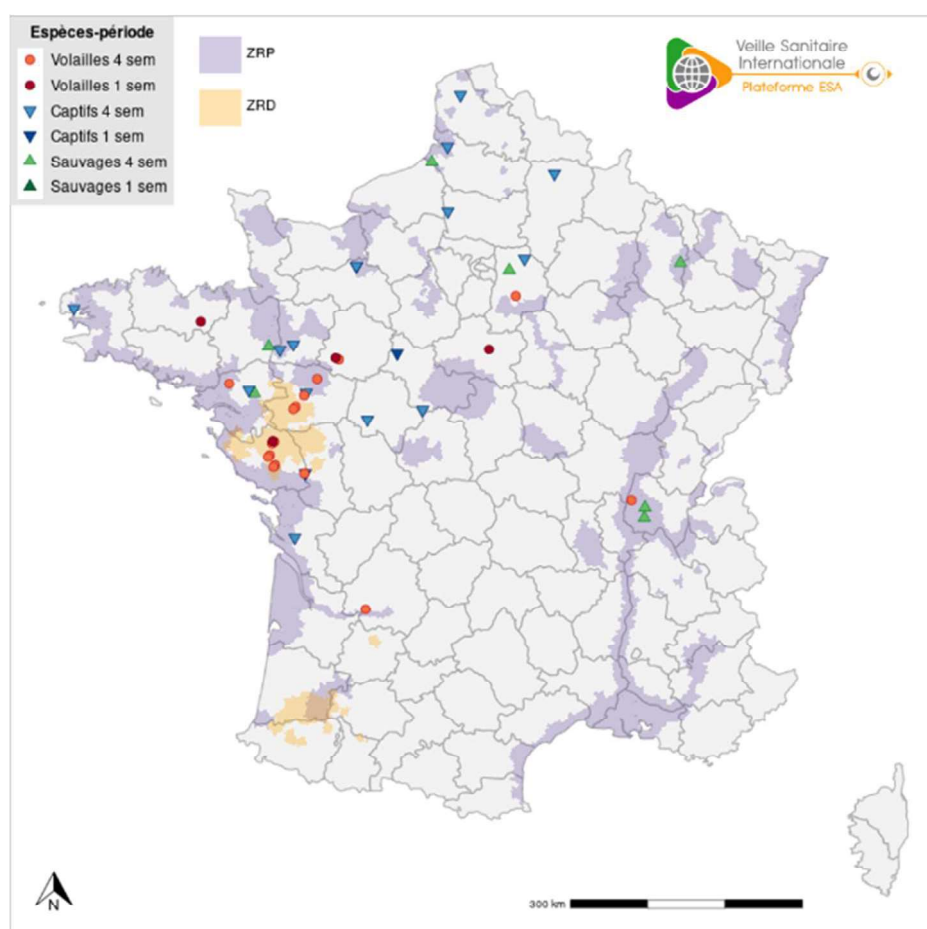 Espèces-période
Volailles 4 sem
Volailles 1 sem
Captifs 4 sem
Captifs 1 sem
Sauvages 4 sem
Sauvages 1 sem
ZRP
ZRD
Veille Sanitaire
Internationale
Plateforme ESA
N
300 km